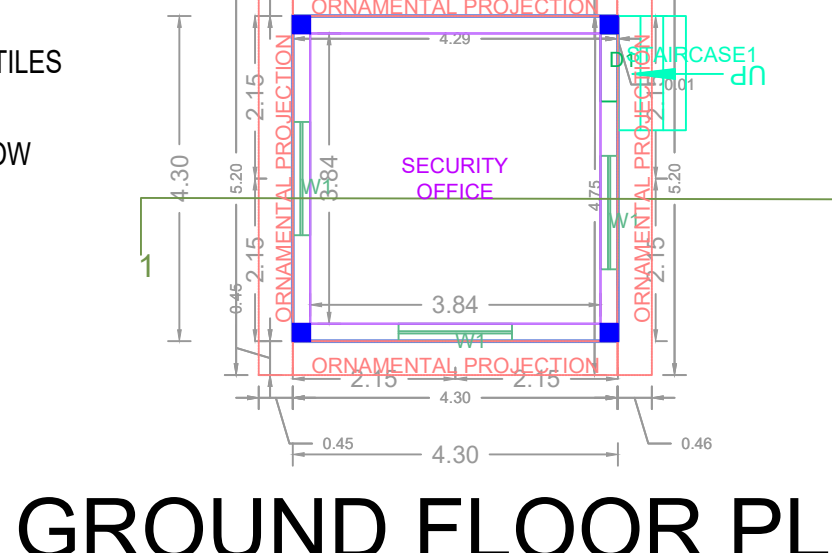 ORNAMENTAL PROJECTION
4.29
TILES
D1
STAIRCASE1
UP
0.01
2.15
ORNAMENTAL PROJECTION
ORNAMENTAL PROJECTION
OW
4.30
5.20
W1
3.84
SECURITY
OFFICE
4.75
5.20
W1
1
2.15
2.15
0.45
3.84
W1
ORNAMENTAL PROJECTION
2.15
2.15
4.30
0.45
0.46
4.30
GROUND FLOOR PL